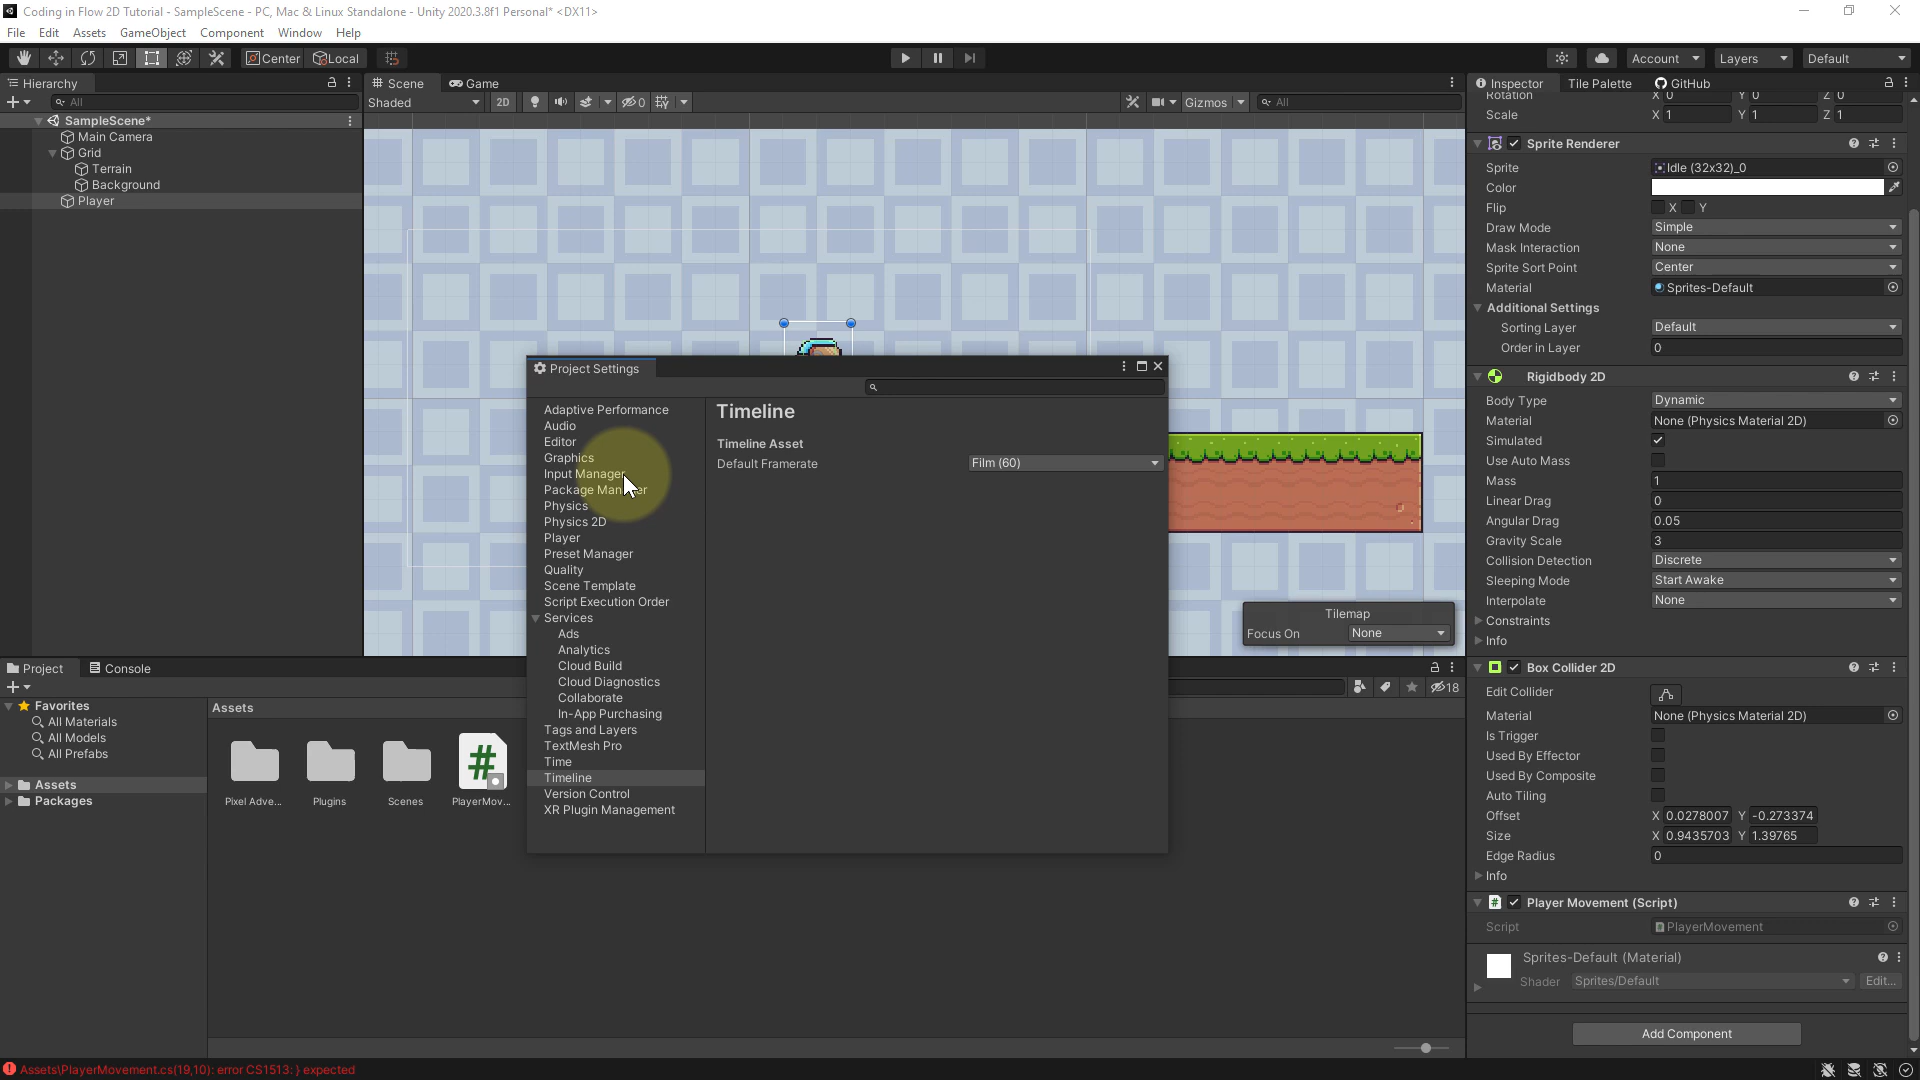 Coding in Flow 2D Tutorial - SampleScene - PC, Mac & Linux Standalone - Unity 2020.3.8f1 Personal* <DX11>
File Edit Assets GameObject Component Window Help
Center Local Account Layers Default
Hierarchy
All
SampleScene*
Main Camera
Grid
Terrain
Background
Player
Scene Game
Shaded 2D 0 Gizmos All
Project Settings
Adaptive Performance
Audio
Editor
Graphics
Input Manager
Package Man er
Physics
Physics 2D
Player
Preset Manager
Quality
Scene Template
Script Execution Order
Services
Ads
Analytics
Cloud Build
Cloud Diagnostics
Collaborate
In-App Purchasing
Tags and Layers
TextMesh Pro
Time
Timeline
Version Control
XR Plugin Management
Timeline
Timeline Asset
Default Framerate Film (60)
Tilemap
Focus On None
Project Console
18
Favorites
All Materials
All Models
All Prefabs
Assets
Packages
Assets
Pixel Adve... Plugins Scenes PlayerMov...
Inspector Tile Palette GitHub
Rotation X 0 Y 0 Z 0
Scale X 1 Y 1 Z 1
Sprite Renderer
Sprite Idle (32x32)_0
Color
Flip X Y
Draw Mode Simple
Mask Interaction None
Sprite Sort Point Center
Material Sprites-Default
Additional Settings
Sorting Layer Default
Order in Layer 0
Rigidbody 2D
Body Type Dynamic
Material None (Physics Material 2D)
Simulated
Use Auto Mass
Mass 1
Linear Drag 0
Angular Drag 0.05
Gravity Scale 3
Collision Detection Discrete
Sleeping Mode Start Awake
Interpolate None
Constraints
Info
Box Collider 2D
Edit Collider
Material None (Physics Material 2D)
Is Trigger
Used By Effector
Used By Composite
Auto Tiling
Offset X 0.0278007 Y -0.273374
Size X 0.9435703 Y 1.39765
Edge Radius 0
Info
# Player Movement (Script)
Script PlayerMovement
Sprites-Default (Material)
Shader Sprites/Default Edit...
Add Component
Assets\PlayerMovement.cs(19,10): error CS1513: } expected